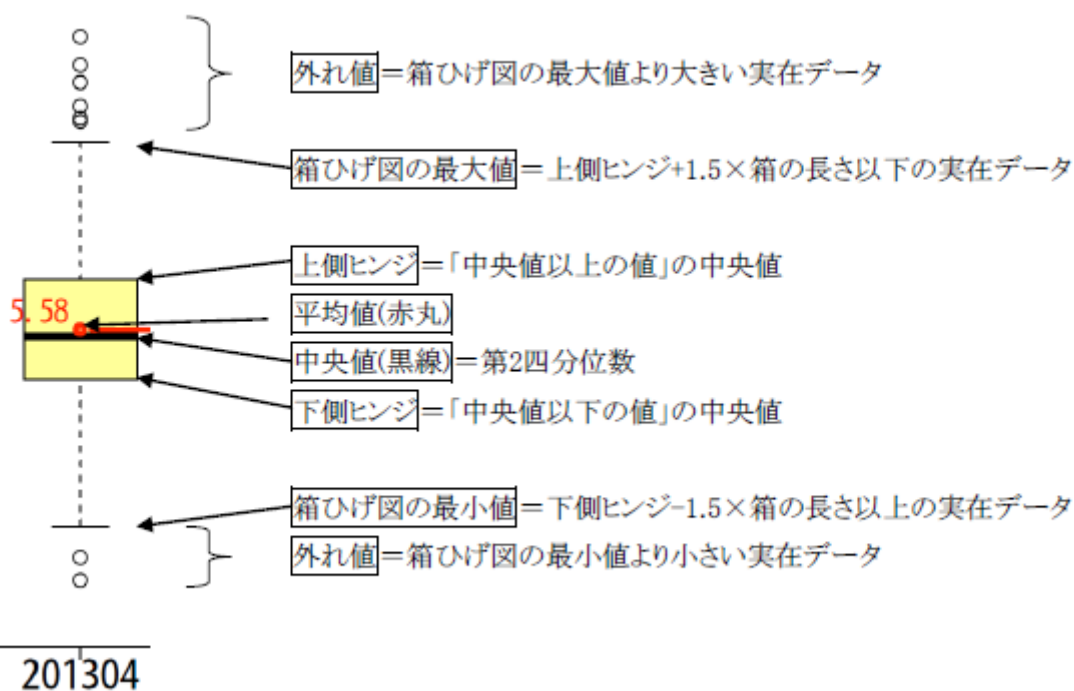 外れ値＝箱ひげ図の最大値より大きい実在データ
箱ひげ図の最大値＝上側ヒンジ+1.5×箱の長さ以下の実在データ
上側ヒンジ＝「中央値以上の値」の中央値
5.58
平均値(赤丸)
中央値(黒線)＝第2四分位数
下側ヒンジ＝「中央値以下の値」の中央値
箱ひげ図の最小値＝下側ヒンジ-1.5×箱の長さ以上の実在データ
外れ値＝箱ひげ図の最小値より小さい実在データ
201304